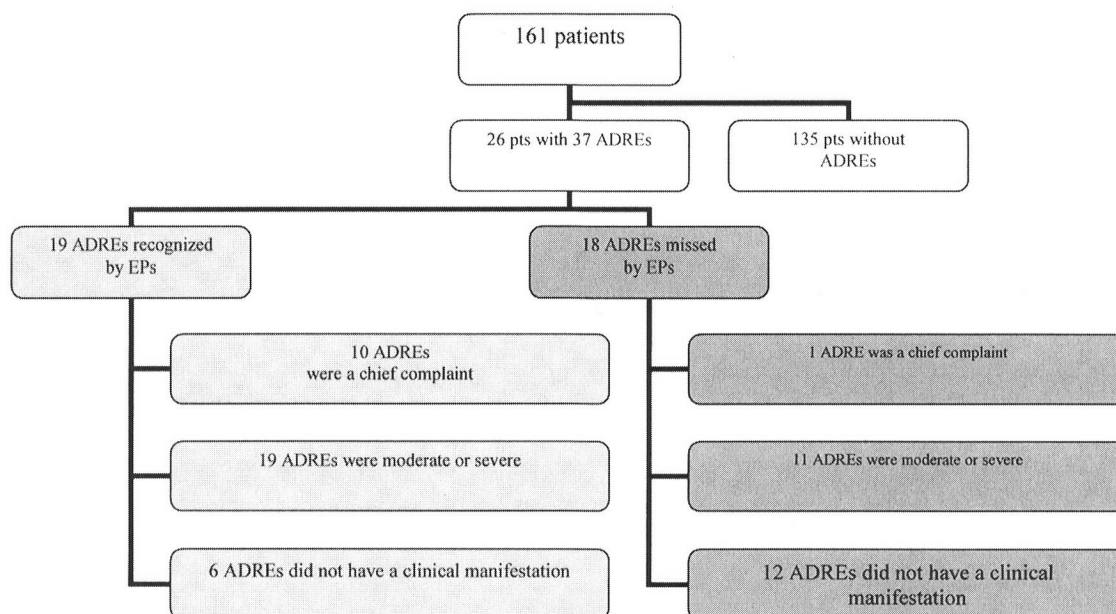 161 patients
26 pts with 37 ADREs
135 pts without
ADREs
19 ADREs recognized
by EPs
18 ADREs missed
by EPs
10 ADREs
were a chief complaint
1 ADRE was a chief complaint
19 ADREs were moderate or severe
11 ADREs were moderate or severe
6 ADREs did not have a clinical manifestation
12 ADREs did not have a clinical
manifestation